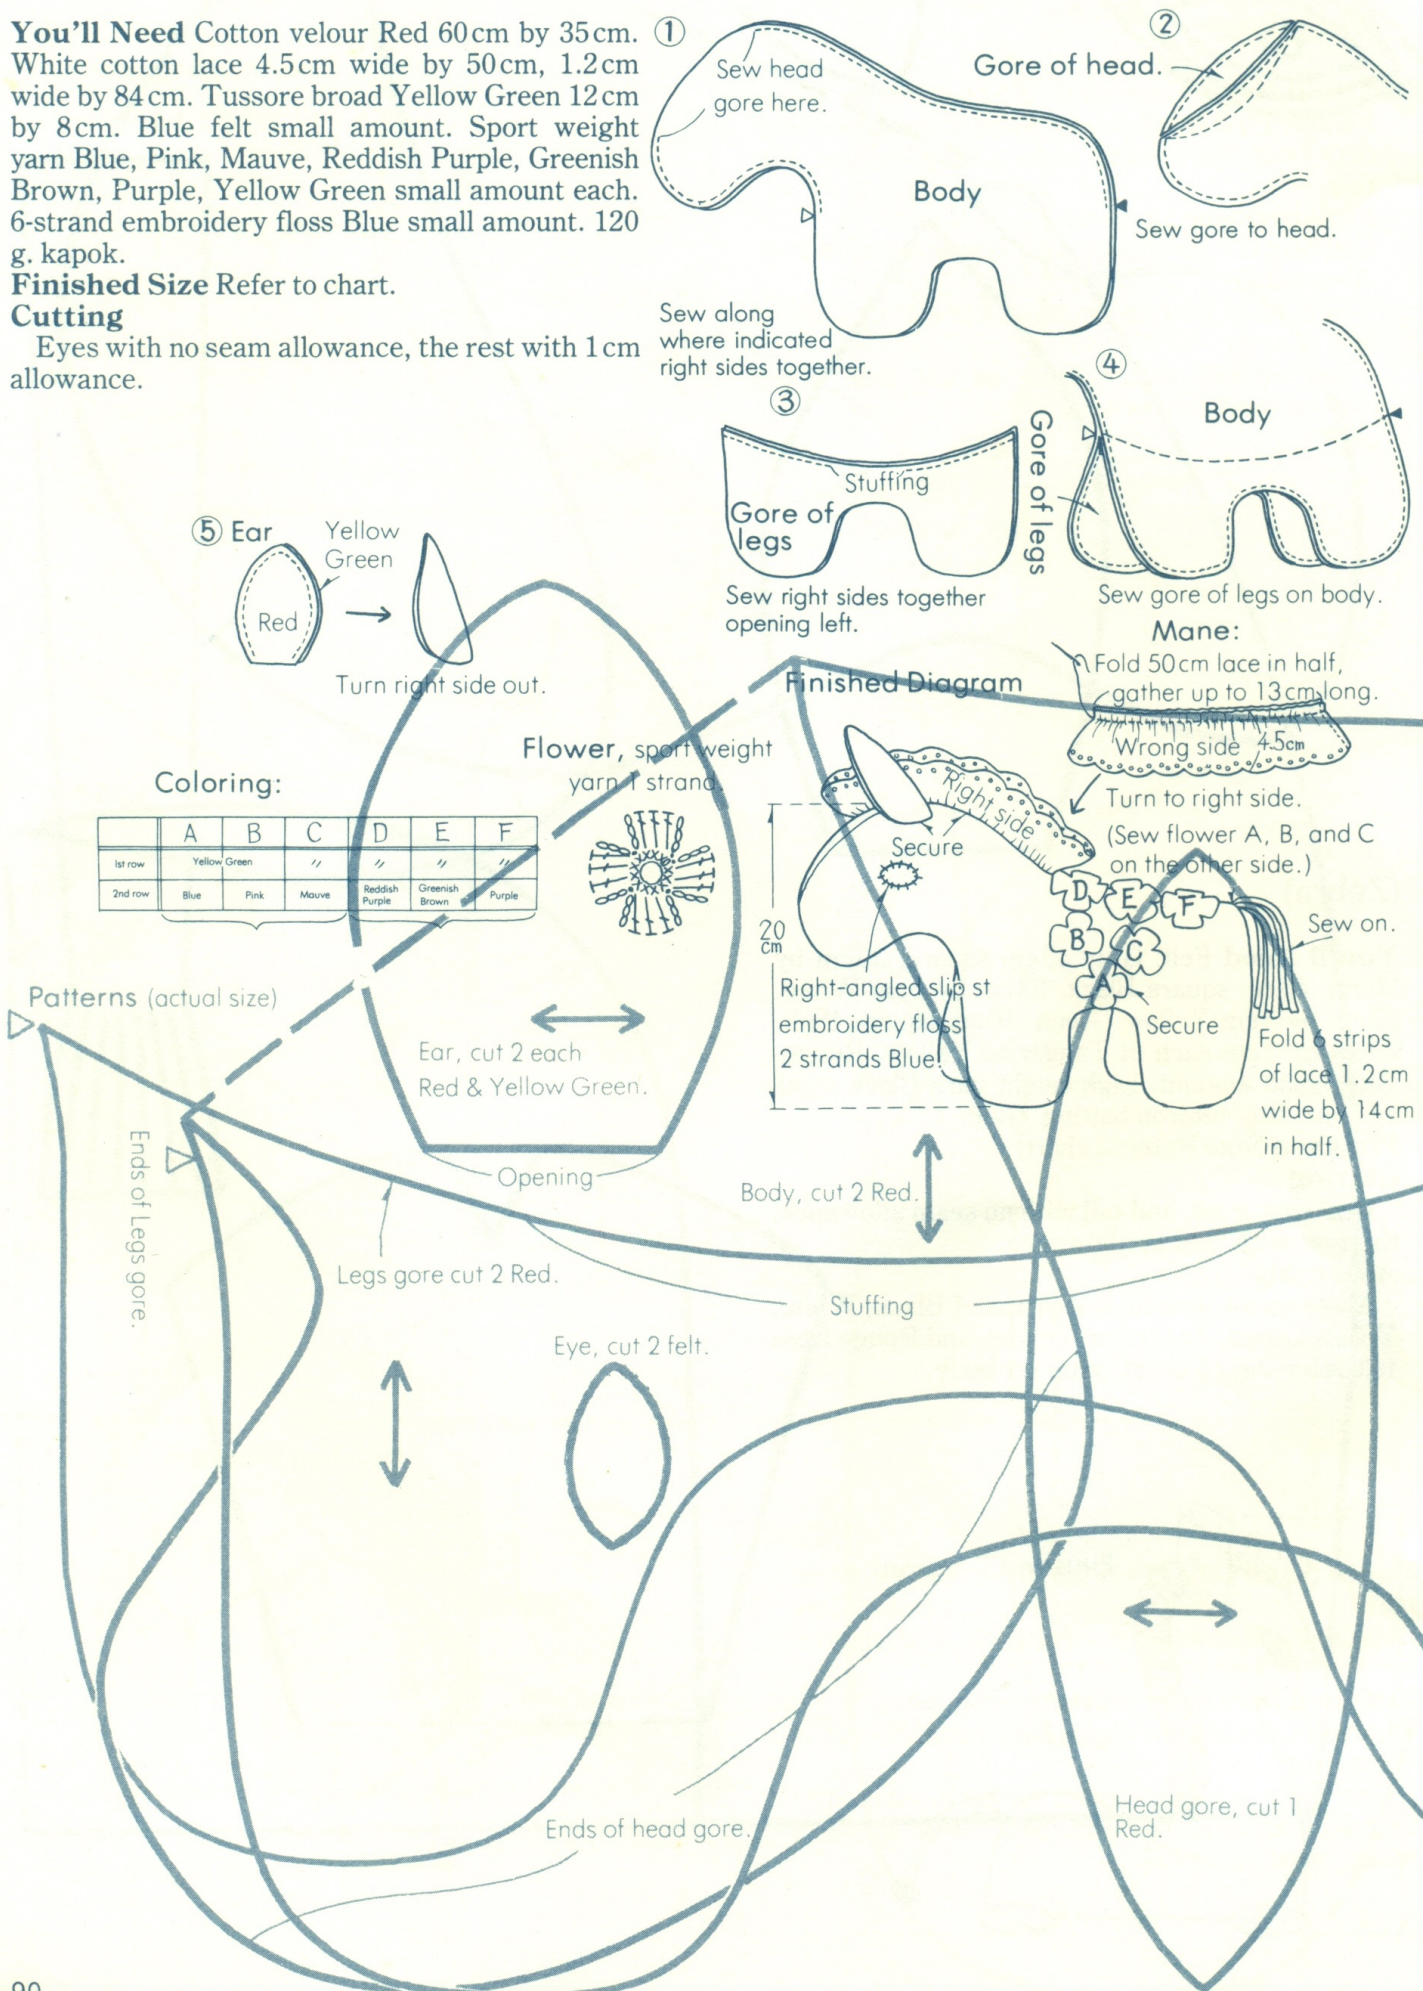 You'll Need Cotton velour Red 60cm by 35cm.
White cotton lace 4.5cm wide by 50cm, 1.2cm
wide by 84cm. Tussore broad Yellow Green 12cm
by 8cm. Blue felt small amount. Sport weight
yarn Blue, Pink, Mauve, Reddish Purple, Greenish
Brown, Purple, Yellow Green small amount each.
6-strand embroidery floss Blue small amount. 120
g. kapok.
Finished Size Refer to chart.
Cutting
Eyes with no seam allowance, the rest with 1cm
allowance.
①
Sew head
gore here.
Body
Sew along
where indicated
right sides together.
②
Gore of head.
Sew gore to head.
③
Stuffing
Gore of
legs
Sew right sides together
opening left.
④
Body
Gore of legs
Sew gore of legs on body.
⑤ Ear
Yellow
Green
Red
Turn right side out.
Mane:
Fold 50cm lace in half,
gather up to 13cm long.
Wrong side 4.5cm
Turn to right side.
(Sew flower A, B, and C
on the other side.)
Finished Diagram
Right side
Secure
D E F
B C
A
20
cm
Sew on.
Right-angled slip st
embroidery floss
2 strands Blue.
Secure
Fold 6 strips
of lace 1.2cm
wide by 14cm
in half.
Flower, sport weight
yarn 1 strand.
Coloring:
A B C D E F
1st row Yellow Green 〃 〃 〃 〃
2nd row Blue Pink Mauve Reddish Purple Greenish Brown Purple
Patterns (actual size)
Ear, cut 2 each
Red & Yellow Green.
Opening
Ends of Legs gore.
Body, cut 2 Red.
Legs gore cut 2 Red.
Stuffing
Eye, cut 2 felt.
Ends of head gore.
Head gore, cut 1
Red.